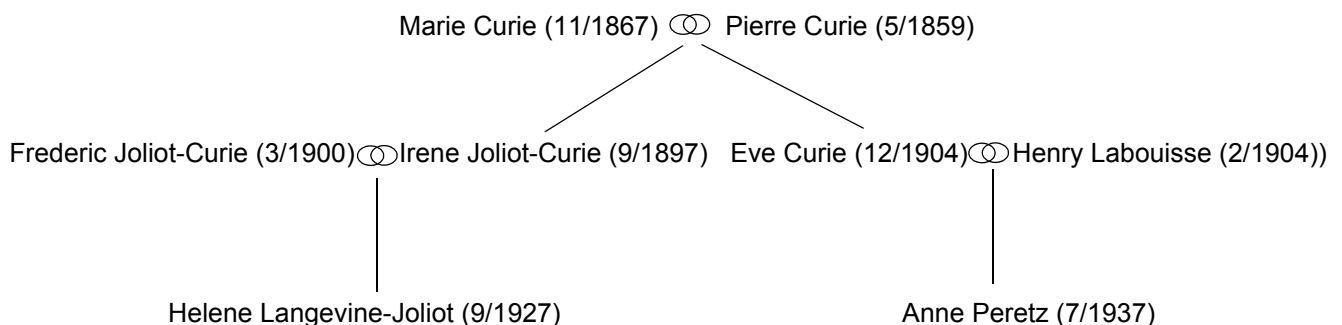 Marie Curie (11/1867) Pierre Curie (5/1859)
Frederic Joliot-Curie (3/1900) Irene Joliot-Curie (9/1897) Eve Curie (12/1904) Henry Labouisse (2/1904))
Helene Langevine-Joliot (9/1927) Anne Peretz (7/1937)